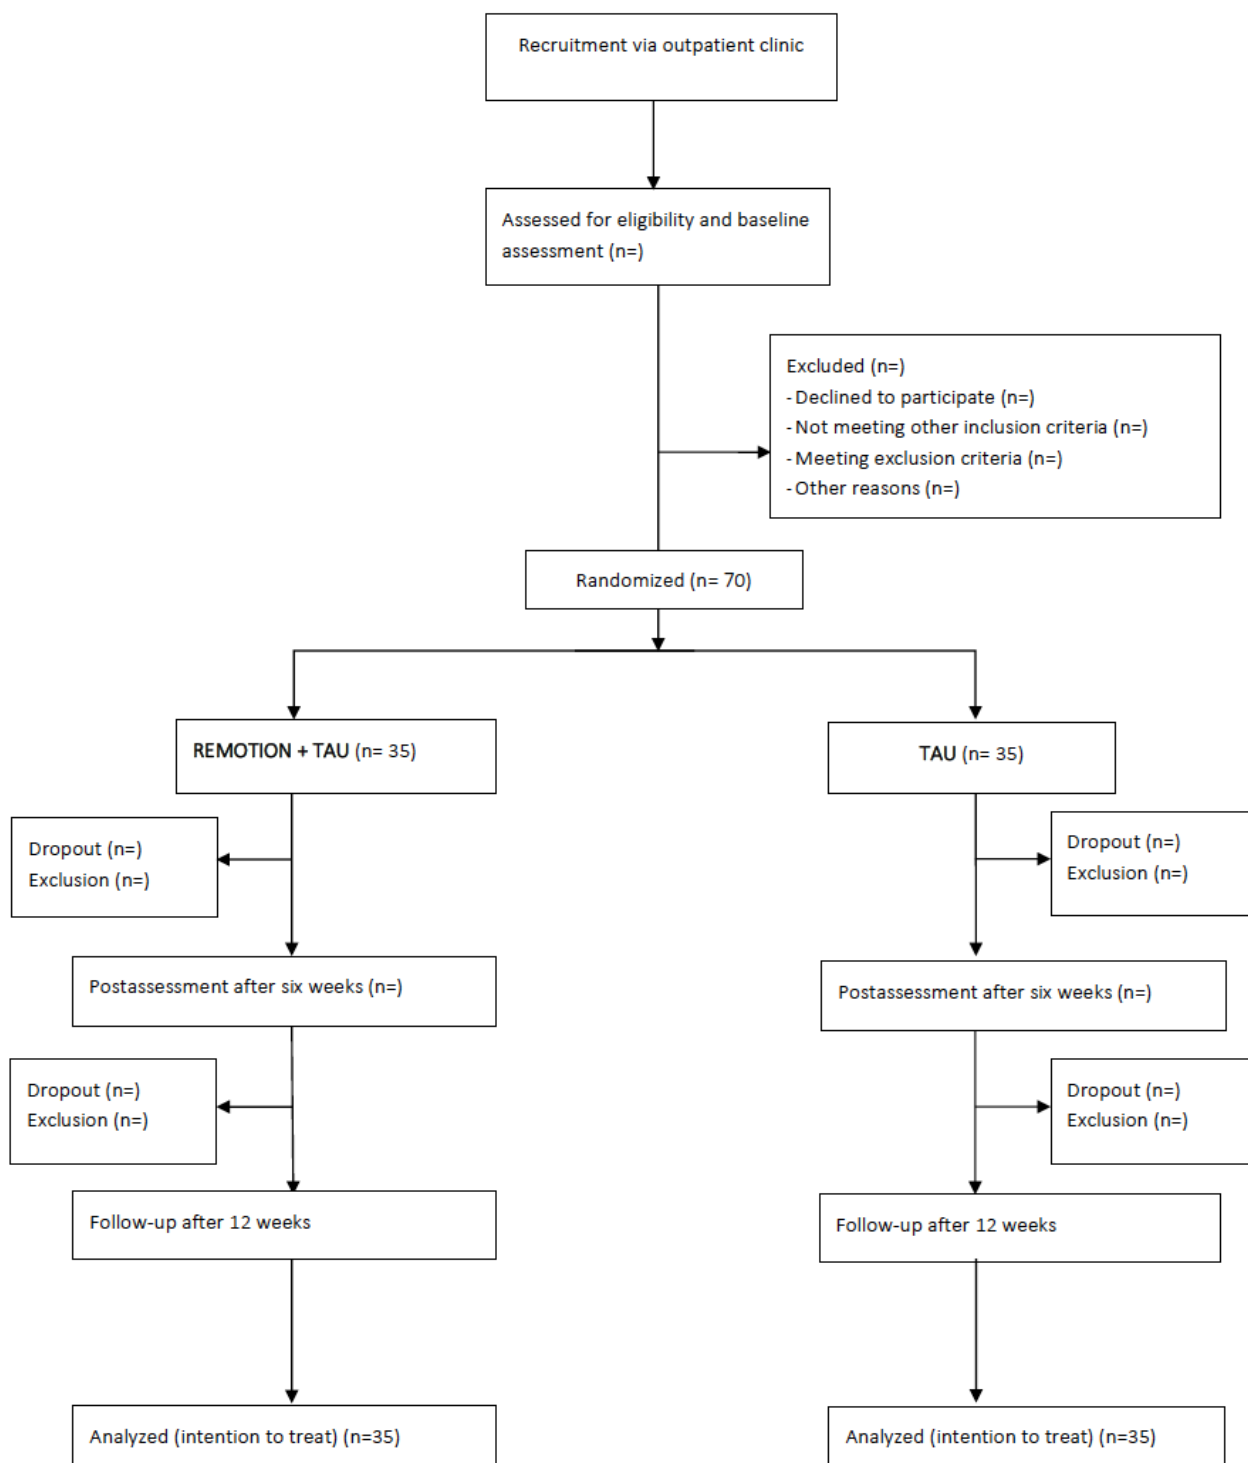 Recruitment via outpatient clinic
Assessed for eligibility and baseline
assessment (n=)
Excluded (n=)
- Declined to participate (n=)
- Not meeting other inclusion criteria (n=)
- Meeting exclusion criteria (n=)
- Other reasons (n=)
Randomized (n= 70)
REMOTION + TAU (n= 35)
TAU (n= 35)
Dropout (n=)
Exclusion (n=)
Dropout (n=)
Exclusion (n=)
Postassessment after six weeks (n=)
Postassessment after six weeks (n=)
Dropout (n=)
Exclusion (n=)
Dropout (n=)
Exclusion (n=)
Follow-up after 12 weeks
Follow-up after 12 weeks
Analyzed (intention to treat) (n=35)
Analyzed (intention to treat) (n=35)